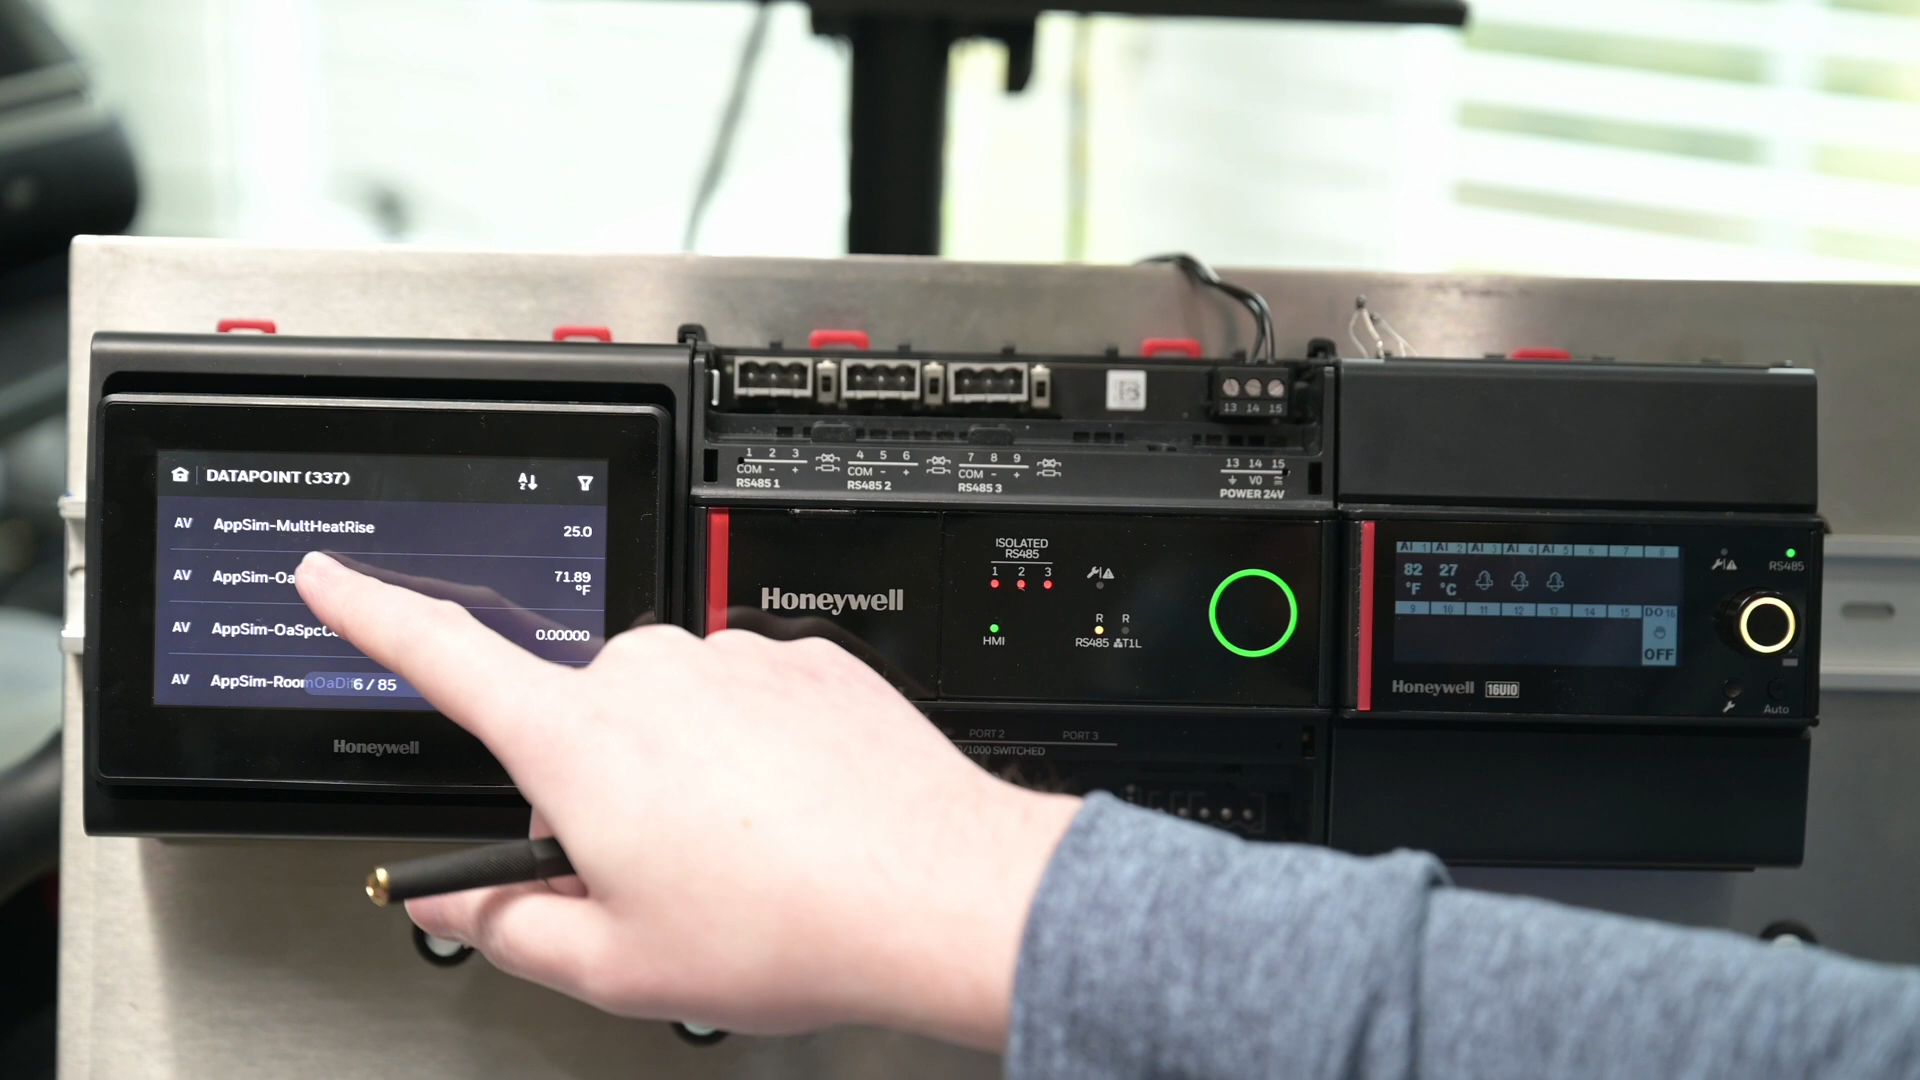 DATAPOINT (337)
AV AppSim-MultHeatRise 25.0
AV AppSim-Oa 71.89 °F
AV AppSim-OaSpcC 0.00000
AV AppSim-RoomOaDif 6 / 85
Honeywell
13 14 15
1 2 3 4 5 6 7 8 9
COM - + COM - + COM - +
RS485 1 RS485 2 RS485 3
13 14 15
V0
POWER 24V
Honeywell
ISOLATED
RS485
1 2 3
HMI
R R
RS485 T1L
PORT 2 PORT 3
/1000 SWITCHED
AI 1 AI 2 AI 3 AI 4 AI 5 6 7 8
82 °F 27 °C
9 10 11 12 13 14 15 DO 16
OFF
Honeywell 16UIO
RS485
Auto